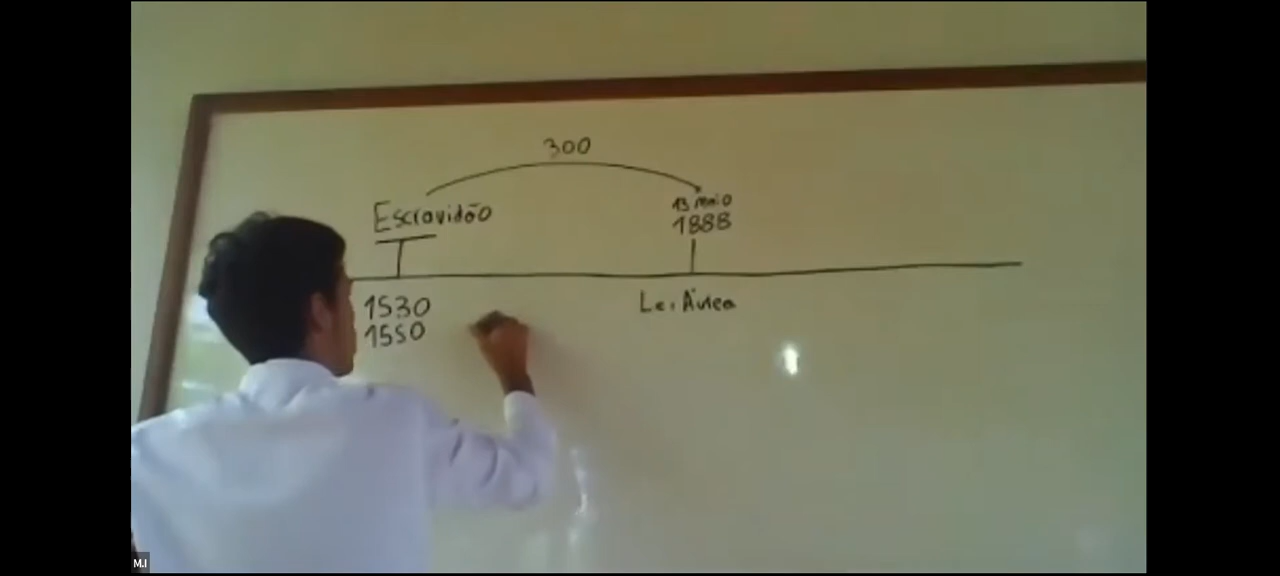 300
Escravidão
13 maio
1888
1530
1550
Lei Áurea
M.I